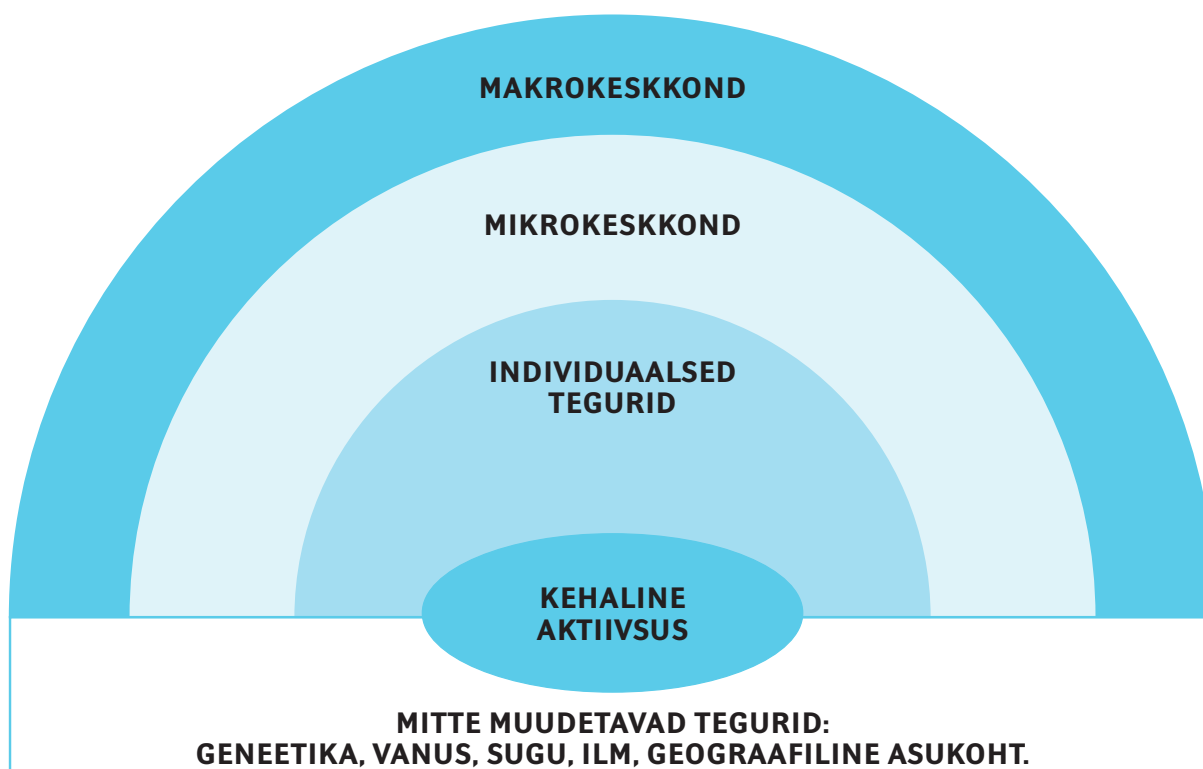 MAKROKESKKOND
MIKROKESKKOND
INDIVIDUAALSED
TEGURID
KEHALINE
AKTIIVSUS
MITTE MUUDETAVAD TEGURID:
GENEETIKA, VANUS, SUGU, ILM, GEOGRAAFILINE ASUKOHT.